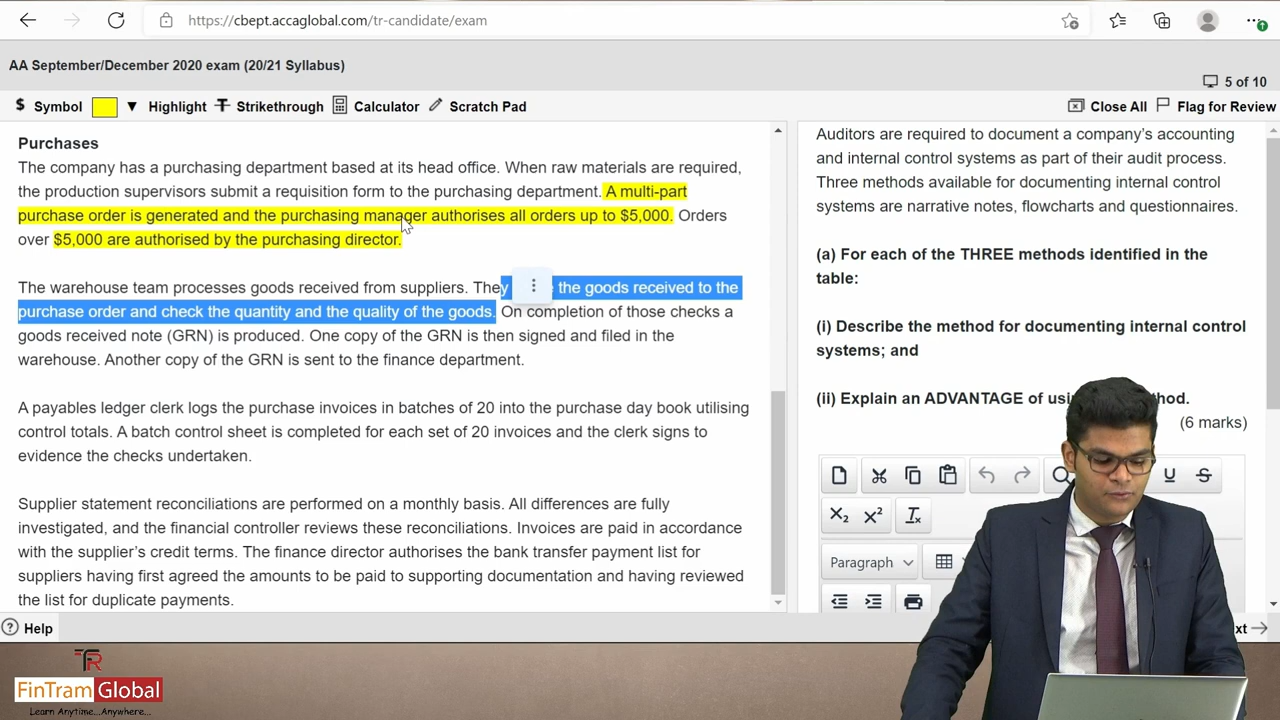 https://cbept.accaglobal.com/tr-candidate/exam
AA September/December 2020 exam (20/21 Syllabus)
5 of 10
$ Symbol Highlight Strikethrough Calculator Scratch Pad Close All Flag for Review
Purchases
The company has a purchasing department based at its head office. When raw materials are required,
the production supervisors submit a requisition form to the purchasing department. A multi-part
purchase order is generated and the purchasing manager authorises all orders up to $5,000. Orders
over $5,000 are authorised by the purchasing director.
The warehouse team processes goods received from suppliers. They the goods received to the
purchase order and check the quantity and the quality of the goods. On completion of those checks a
goods received note (GRN) is produced. One copy of the GRN is then signed and filed in the
warehouse. Another copy of the GRN is sent to the finance department.
A payables ledger clerk logs the purchase invoices in batches of 20 into the purchase day book utilising
control totals. A batch control sheet is completed for each set of 20 invoices and the clerk signs to
evidence the checks undertaken.
Supplier statement reconciliations are performed on a monthly basis. All differences are fully
investigated, and the financial controller reviews these reconciliations. Invoices are paid in accordance
with the supplier's credit terms. The finance director authorises the bank transfer payment list for
suppliers having first agreed the amounts to be paid to supporting documentation and having reviewed
the list for duplicate payments.
Auditors are required to document a company's accounting
and internal control systems as part of their audit process.
Three methods available for documenting internal control
systems are narrative notes, flowcharts and questionnaires.
(a) For each of the THREE methods identified in the
table:
(i) Describe the method for documenting internal control
systems; and
(ii) Explain an ADVANTAGE of
(6 marks)
U S
X₂ X² Tx
Paragraph
Help
FinTram Global
Learn Anytime...Anywhere...